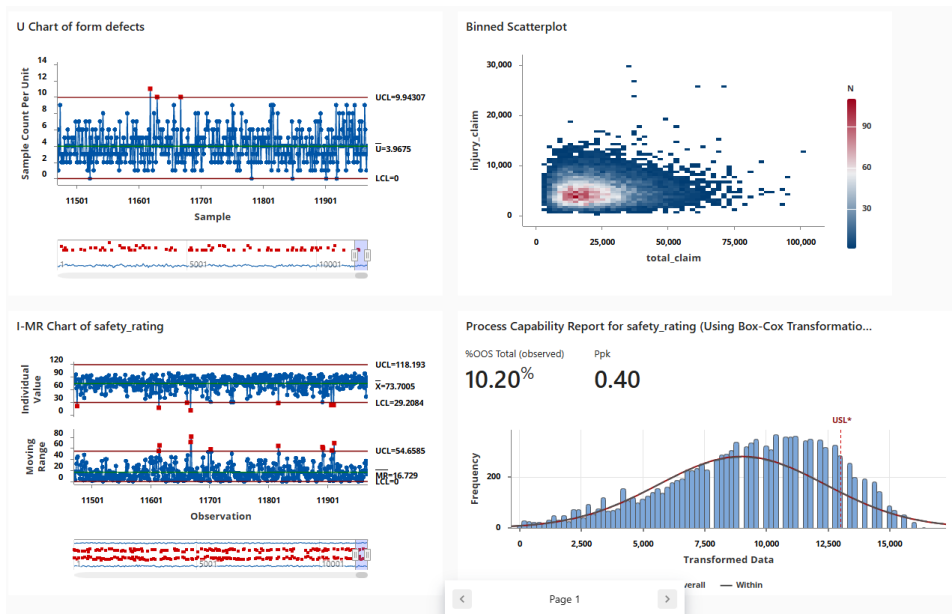 U Chart of form defects
14
12
10
8
6
4
2
0
Sample Count Per Unit
UCL=9.94307
U=3.9675
LCL=0
11501 11601 11701 11801 11901
Sample
1 5001 10001
Binned Scatterplot
30,000
20,000
10,000
0
injury_claim
0 25,000 50,000 75,000 100,000
total_claim
N
90
60
30
I-MR Chart of safety_rating
120
90
60
30
0
Individual
Value
UCL=118.193
X=73.7005
LCL=29.2084
80
60
40
20
0
Moving
Range
UCL=54.6585
MR=16.729
LCL=0
11501 11601 11701 11801 11901
Observation
1 5001 10001
Process Capability Report for safety_rating (Using Box-Cox Transformatio...
%OOS Total (observed) Ppk
10.20% 0.40
USL*
200
0
Frequency
0 2,500 5,000 7,500 10,000 12,500 15,000
Transformed Data
verall Within
Page 1